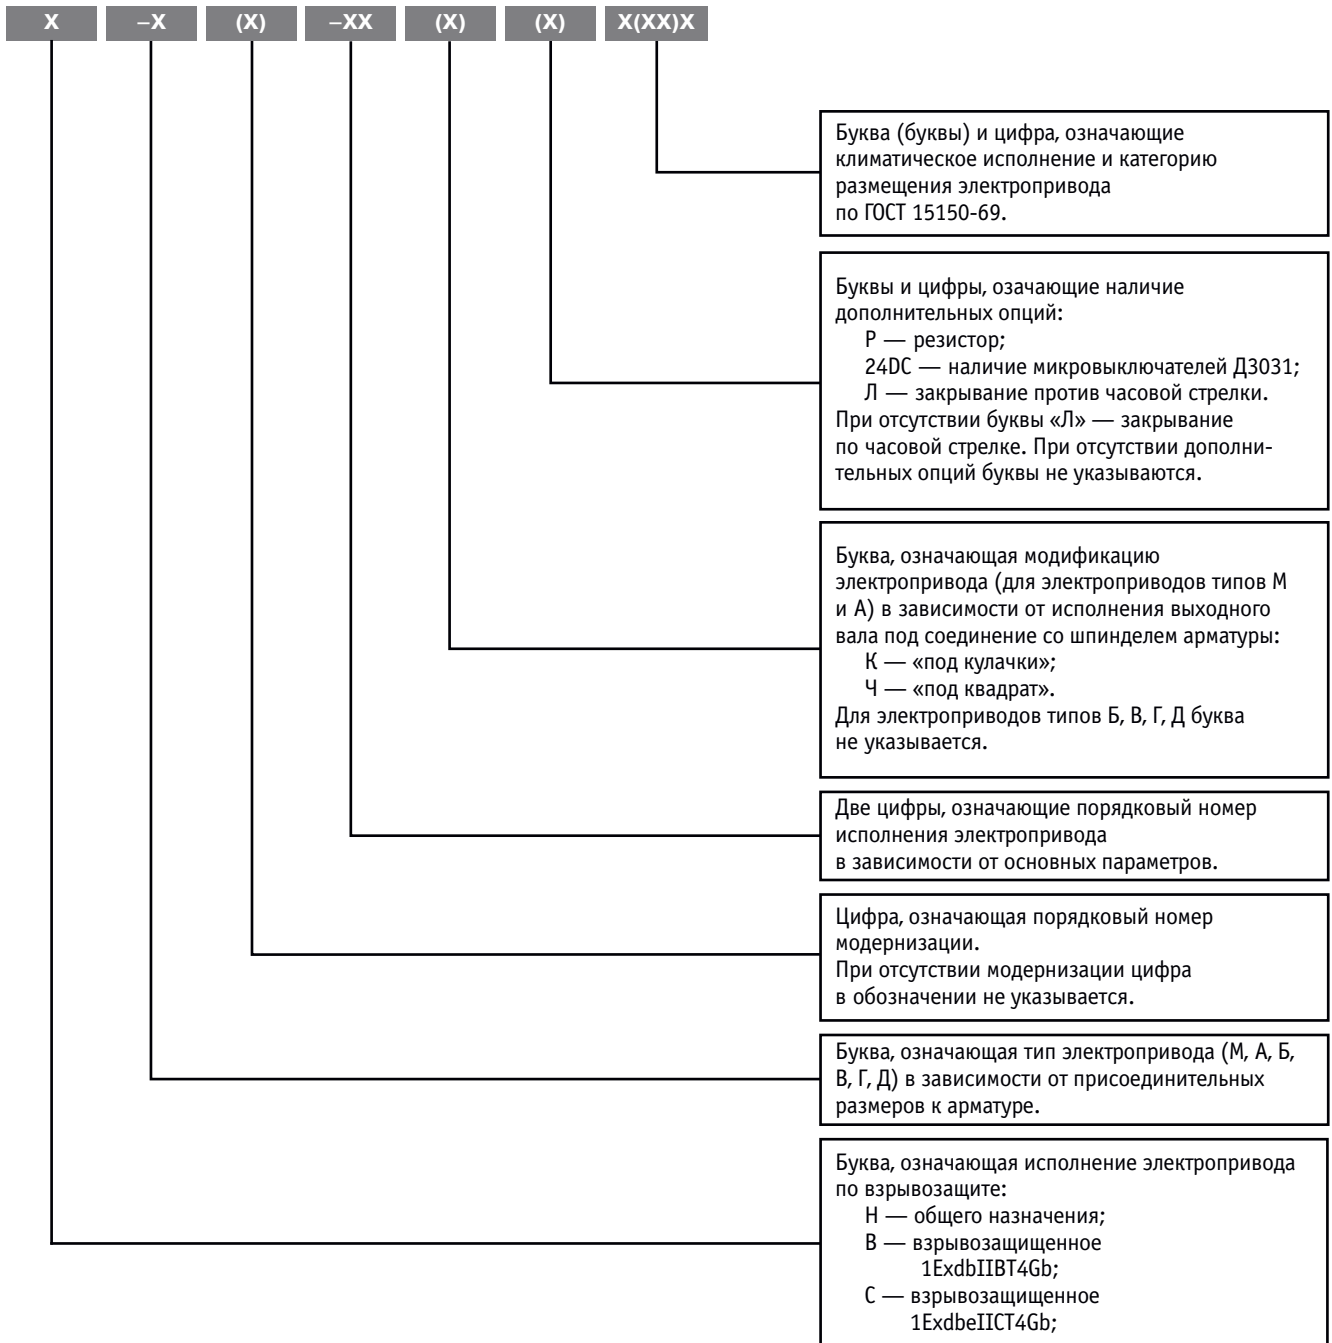 X –X (X) –XX (X) (X) X(XX)X
Буква (буквы) и цифра, означающие
климатическое исполнение и категорию
размещения электропривода
по ГОСТ 15150-69.
Буквы и цифры, озачающие наличие
дополнительных опций:
Р — резистор;
24DC — наличие микровыключателей Д3031;
Л — закрывание против часовой стрелки.
При отсутствии буквы «Л» — закрывание
по часовой стрелке. При отсутствии дополни-
тельных опций буквы не указываются.
Буква, означающая модификацию
электропривода (для электроприводов типов М
и А) в зависимости от исполнения выходного
вала под соединение со шпинделем арматуры:
К — «под кулачки»;
Ч — «под квадрат».
Для электроприводов типов Б, В, Г, Д буква
не указывается.
Две цифры, означающие порядковый номер
исполнения электропривода
в зависимости от основных параметров.
Цифра, означающая порядковый номер
модернизации.
При отсутствии модернизации цифра
в обозначении не указывается.
Буква, означающая тип электропривода (М, А, Б,
В, Г, Д) в зависимости от присоединительных
размеров к арматуре.
Буква, означающая исполнение электропривода
по взрывозащите:
Н — общего назначения;
В — взрывозащищенное
1ExdbIIBT4Gb;
С — взрывозащищенное
1ExdbeIICT4Gb;